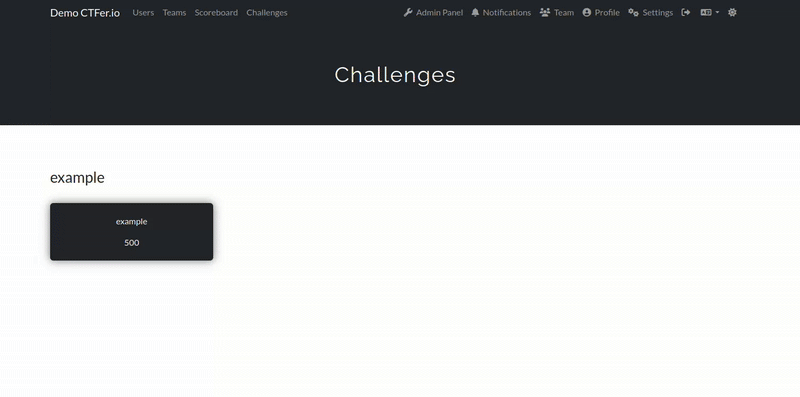 Demo CTFer.io Users Teams Scoreboard Challenges Admin Panel Notifications Team Profile Settings
Challenges
example
example
500